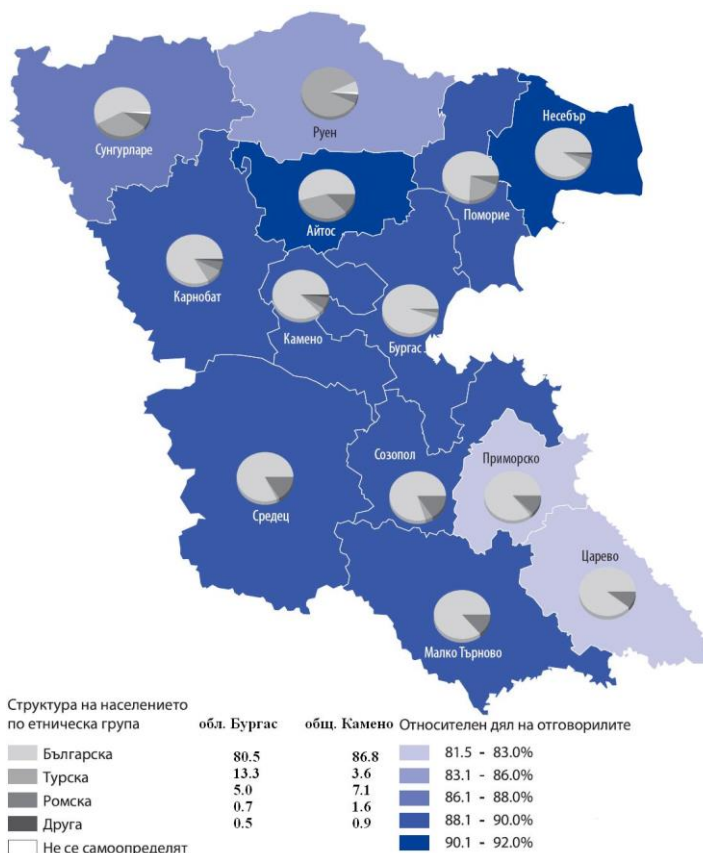 Несебър
Сунгурларе
Руен
Поморие
Айтос
Карнобат
Камено
Бургас
Созопол
Приморско
Средец
Царево
Малко Търново
Структура на населението
по етническа група
обл. Бургас
общ. Камено
Относителен дял на отговорилите
Българска 80.5 86.8
Турска 13.3 3.6
Ромска 5.0 7.1
Друга 0.7 1.6
Не се самоопределят 0.5 0.9
81.5 - 83.0%
83.1 - 86.0%
86.1 - 88.0%
88.1 - 90.0%
90.1 - 92.0%